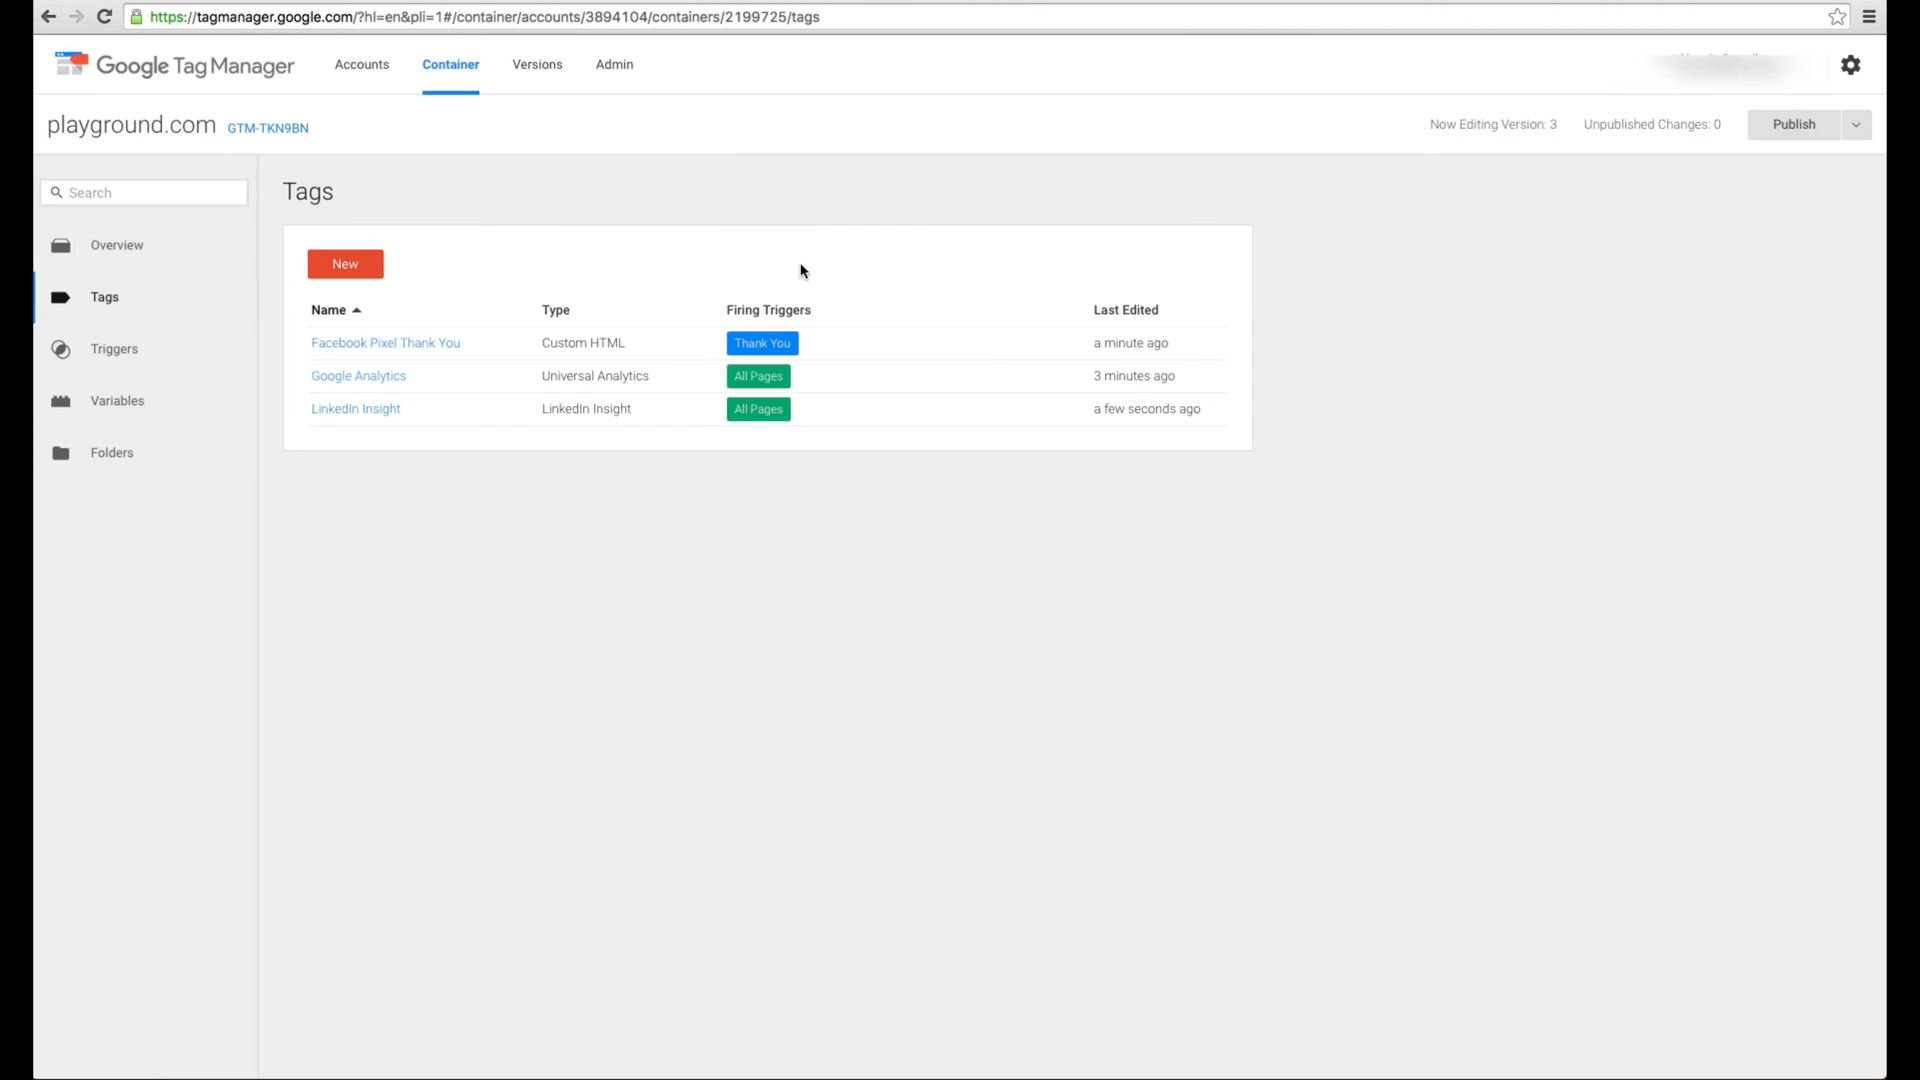 https://tagmanager.google.com/?hl=en&pli=1#/container/accounts/3894104/containers/2199725/tags
Google Tag Manager Accounts Container Versions Admin
playground.com GTM-TKN9BN Now Editing Version: 3 Unpublished Changes: 0 Publish
Search
Overview
Tags
Triggers
Variables
Folders
Tags
New
Name Type Firing Triggers Last Edited
Facebook Pixel Thank You Custom HTML Thank You a minute ago
Google Analytics Universal Analytics All Pages 3 minutes ago
LinkedIn Insight LinkedIn Insight All Pages a few seconds ago